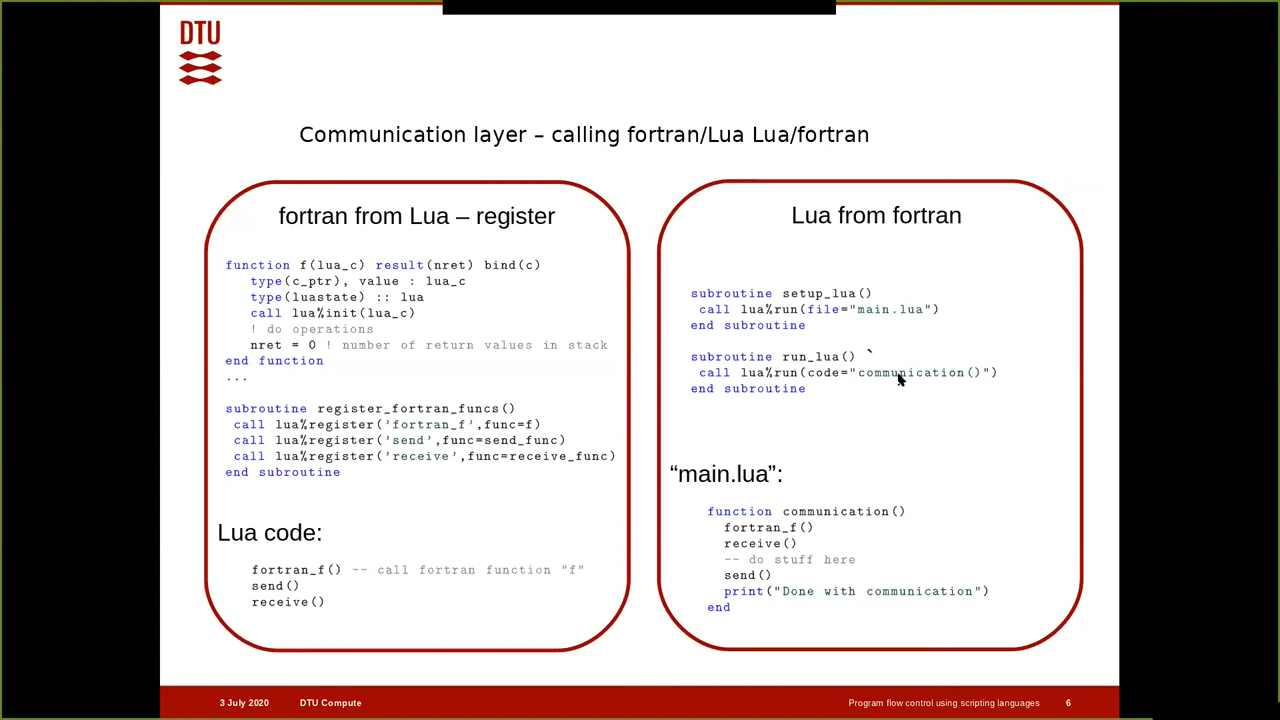 DTU
Communication layer – calling fortran/Lua Lua/fortran
fortran from Lua – register
function f(lua_c) result(nret) bind(c)
type(c_ptr), value : lua_c
type(luastate) :: lua
call lua%init(lua_c)
! do operations
nret = 0 ! number of return values in stack
end function
...
subroutine register_fortran_funcs()
call lua%register('fortran_f',func=f)
call lua%register('send',func=send_func)
call lua%register('receive',func=receive_func)
end subroutine
Lua code:
fortran_f() -- call fortran function "f"
send()
receive()
Lua from fortran
subroutine setup_lua()
call lua%run(file="main.lua")
end subroutine
subroutine run_lua() `
call lua%run(code="communication()")
end subroutine
“main.lua”:
function communication()
fortran_f()
receive()
-- do stuff here
send()
print("Done with communication")
end
3 July 2020 DTU Compute Program flow control using scripting languages 6